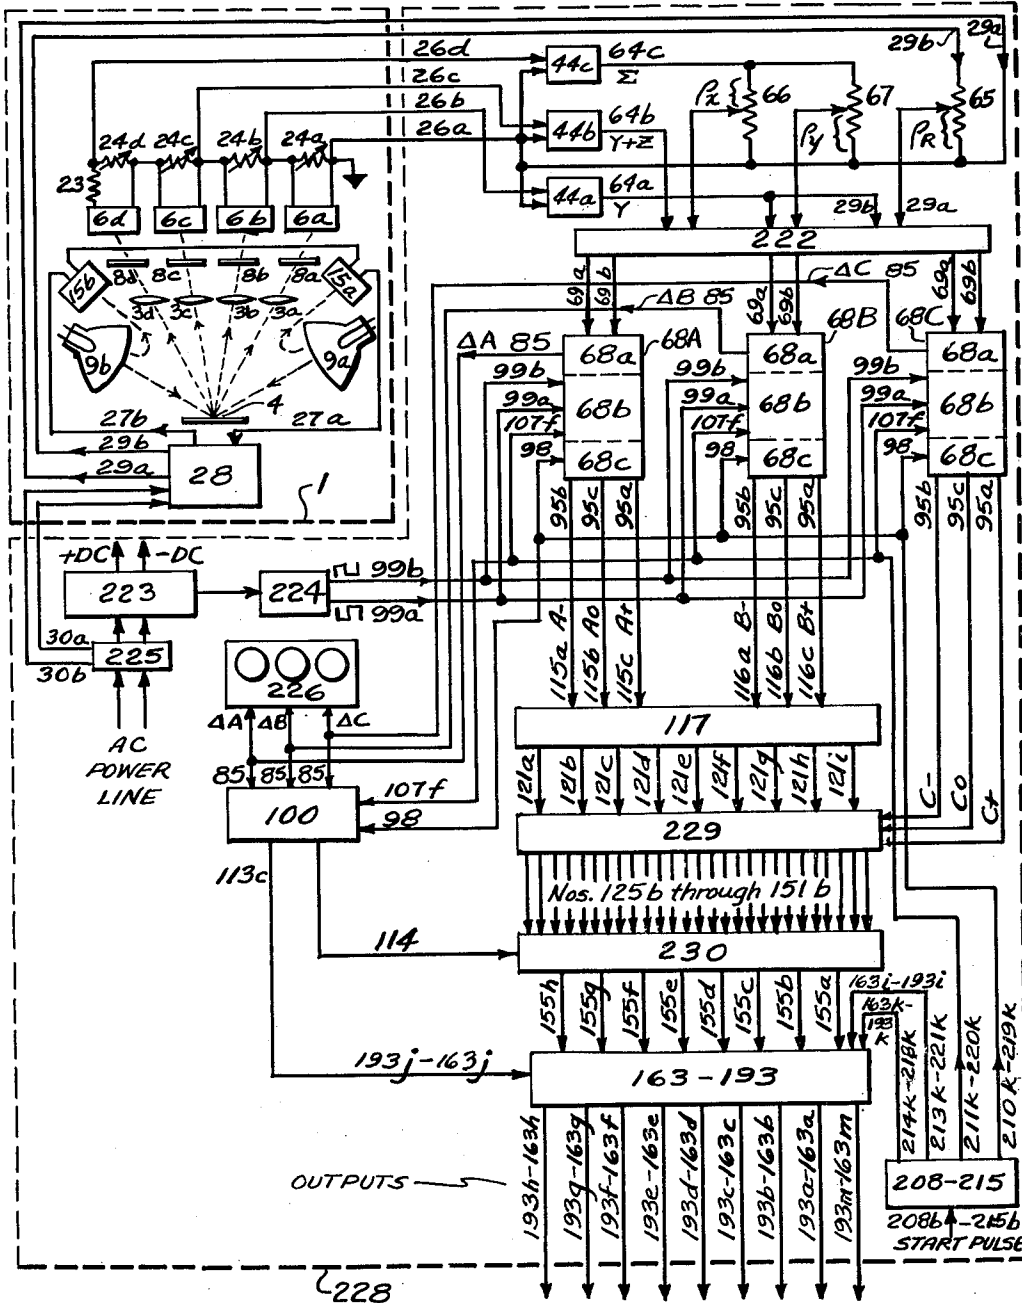 26d
26c
26b
26a
44c
64c
Σ
44b
64b
Y+Z
44a
64a
Y
ρx
66
67
ρy
65
ρR
29b
29a
29b
29a
24d
24c
24b
24a
23
6d
6c
6b
6a
8d
8c
8b
8a
15b
15a
3d
3c
3b
3a
9b
9a
4
27b
27a
29b
29a
28
1
222
69a
69b
69a
69b
69a
69b
ΔC 85
ΔB 85
ΔA 85
68A
68B
68C
68a
68b
68c
68a
68b
68c
68a
68b
68c
99b
99a
107f
98
99b
99a
107f
98
99b
99a
107f
98
95b
95c
95a
95b
95c
95a
95b
95c
95a
+DC
-DC
223
224
99b
99a
30a
30b
225
AC
POWER
LINE
226
ΔA
ΔB
ΔC
85
85
85
100
107f
98
113c
114
115a A-
115b Ao
115c A+
116a B-
116b Bo
116c B+
117
121a
121b
121c
121d
121e
121f
121g
121h
121i
C-
Co
C+
229
Nos. 125b through 151b
230
155h
155g
155f
155e
155d
155c
155b
155a
163i-193i
163k-
193
k
193j-163j
163-193
214k-218k
213k-221k
211k-220k
210k-219k
208-215
208b-215b
START PULSE
OUTPUTS
193h-163h
193g-163g
193f-163f
193e-163e
193d-163d
193c-163c
193b-163b
193a-163a
193m-163m
228